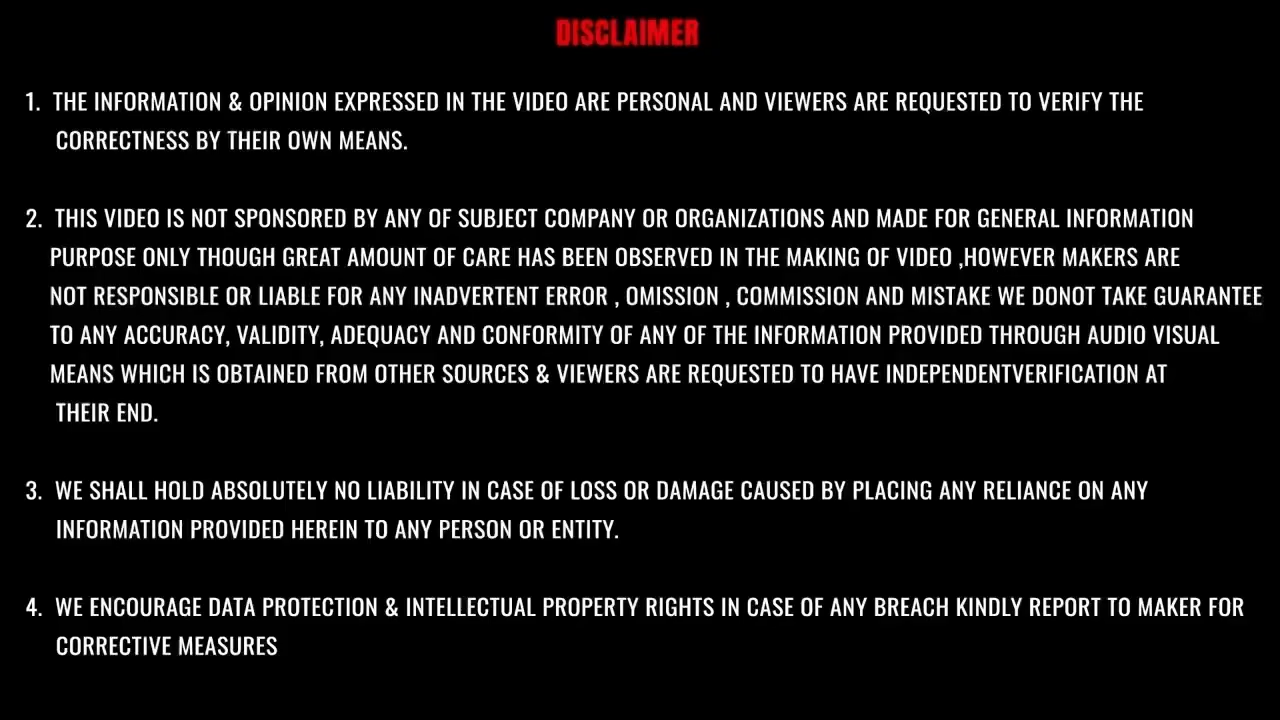 DISCLAIMER
1. THE INFORMATION & OPINION EXPRESSED IN THE VIDEO ARE PERSONAL AND VIEWERS ARE REQUESTED TO VERIFY THE
CORRECTNESS BY THEIR OWN MEANS.
2. THIS VIDEO IS NOT SPONSORED BY ANY OF SUBJECT COMPANY OR ORGANIZATIONS AND MADE FOR GENERAL INFORMATION
PURPOSE ONLY THOUGH GREAT AMOUNT OF CARE HAS BEEN OBSERVED IN THE MAKING OF VIDEO ,HOWEVER MAKERS ARE
NOT RESPONSIBLE OR LIABLE FOR ANY INADVERTENT ERROR , OMISSION , COMMISSION AND MISTAKE WE DONOT TAKE GUARANTEE
TO ANY ACCURACY, VALIDITY, ADEQUACY AND CONFORMITY OF ANY OF THE INFORMATION PROVIDED THROUGH AUDIO VISUAL
MEANS WHICH IS OBTAINED FROM OTHER SOURCES & VIEWERS ARE REQUESTED TO HAVE INDEPENDENTVERIFICATION AT
THEIR END.
3. WE SHALL HOLD ABSOLUTELY NO LIABILITY IN CASE OF LOSS OR DAMAGE CAUSED BY PLACING ANY RELIANCE ON ANY
INFORMATION PROVIDED HEREIN TO ANY PERSON OR ENTITY.
4. WE ENCOURAGE DATA PROTECTION & INTELLECTUAL PROPERTY RIGHTS IN CASE OF ANY BREACH KINDLY REPORT TO MAKER FOR
CORRECTIVE MEASURES